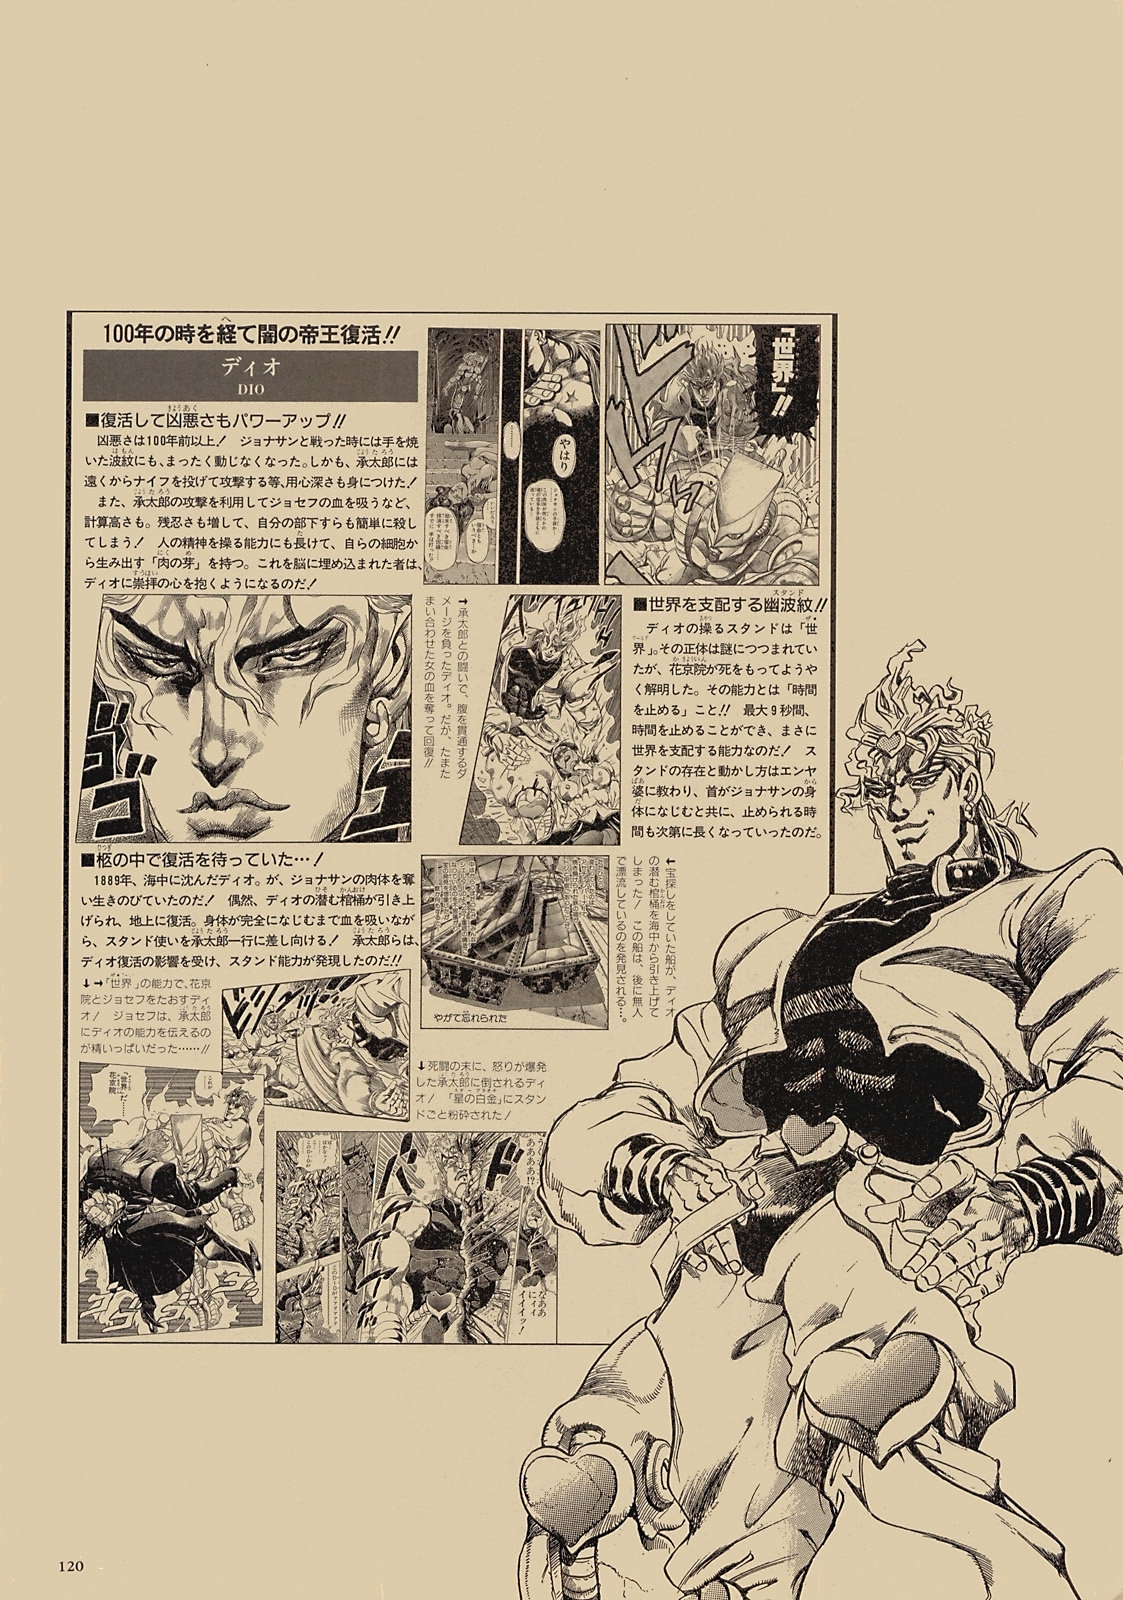 100年の時を経て闇の帝王復活!!
ディオ
DIO
■復活して凶悪さもパワーアップ!!
凶悪さは100年前以上! ジョナサンと戦った時には手を焼
いた波紋にも、まったく動じなくなった。しかも、承太郎には
遠くからナイフを投げて攻撃する等、用心深さも身につけた!
また、承太郎の攻撃を利用してジョセフの血を吸うなど、
計算高さも。残忍さも増して、自分の部下すらも簡単に殺し
てしまう! 人の精神を操る能力にも長けて、自らの細胞か
ら生み出す「肉の芽」を持つ。これを脳に埋め込まれた者は、
ディオに崇拝の心を抱くようになるのだ!
やはり
「世界」!!
ドドドド
ゴゴ
ゴゴ
→承太郎との闘いで、腹を貫通するダ
メージを負ったディオ。だが、たまた
まい合わせた女の血を奪って回復!!
■世界を支配する幽波紋!!
ディオの操るスタンドは「世
界」。その正体は謎につつまれてい
たが、花京院が死をもってようや
く解明した。その能力とは「時間
を止める」こと!! 最大9秒間、
時間を止めることができ、まさに
世界を支配する能力なのだ! ス
タンドの存在と動かし方はエンヤ
婆に教わり、首がジョナサンの身
体になじむと共に、止められる時
間も次第に長くなっていったのだ。
■柩の中で復活を待っていた…!
1889年、海中に沈んだディオ。が、ジョナサンの肉体を奪
い生きのびていたのだ! 偶然、ディオの潜む棺桶が引き上
げられ、地上に復活。身体が完全になじむまで血を吸いなが
ら、スタンド使いを承太郎一行に差し向ける! 承太郎らは、
ディオ復活の影響を受け、スタンド能力が発現したのだ!!
やがて忘れられた
←宝探しをしていた船が、ディオ
の潜む棺桶を海中から引き上げて
しまった! この船は、後に無人
で漂流しているのを発見される…。
↓→「世界」の能力で、花京
院とジョセフをたおすディ
オ! ジョセフは、承太郎
にディオの能力を伝えるの
が精いっぱいだった……!!
「世界」だ……
花京院
↓死闘の末に、怒りが爆発
した承太郎に倒されるディ
オ! 「星の白金」にスタン
ドごと粉砕された!
ドド
なああ
にイイ
イイイッ!
120